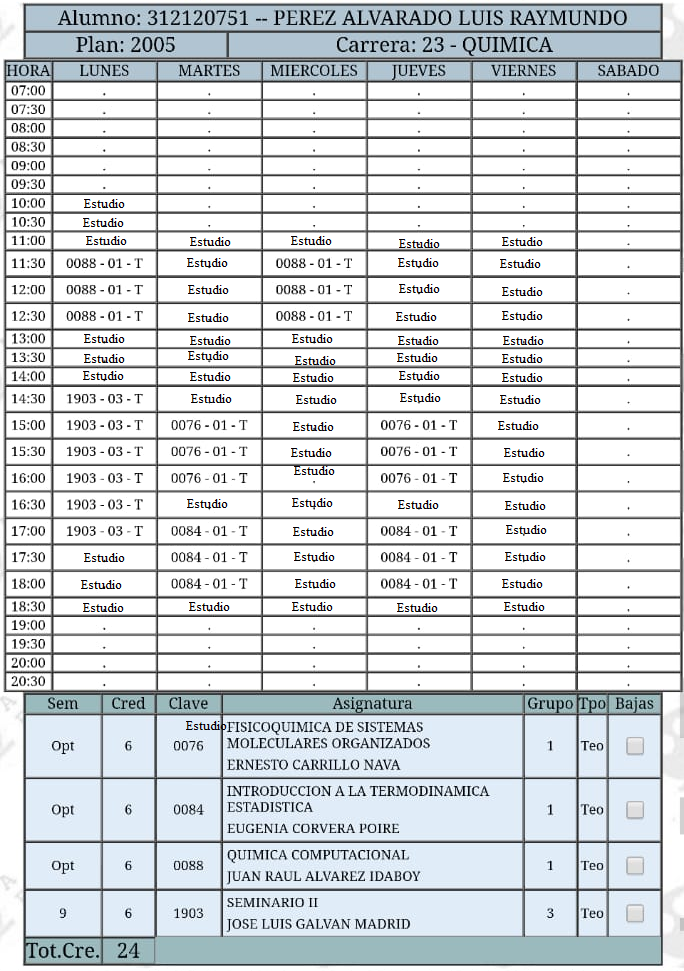 Alumno: 312120751 -- PEREZ ALVARADO LUIS RAYMUNDO
Plan: 2005 Carrera: 23 - QUIMICA
HORA LUNES MARTES MIERCOLES JUEVES VIERNES SABADO
07:00 . . . . . .
07:30 . . . . . .
08:00 . . . . . .
08:30 . . . . . .
09:00 . . . . . .
09:30 . . . . . .
10:00 Estudio . . . . .
10:30 Estudio . . . . .
11:00 Estudio Estudio Estudio Estudio Estudio .
11:30 0088 - 01 - T Estudio 0088 - 01 - T Estudio Estudio .
12:00 0088 - 01 - T Estudio 0088 - 01 - T Estudio Estudio .
12:30 0088 - 01 - T Estudio 0088 - 01 - T Estudio Estudio .
13:00 Estudio Estudio Estudio Estudio Estudio .
13:30 Estudio Estudio Estudio Estudio Estudio .
14:00 Estudio Estudio Estudio Estudio Estudio .
14:30 1903 - 03 - T Estudio Estudio Estudio Estudio .
15:00 1903 - 03 - T 0076 - 01 - T Estudio 0076 - 01 - T Estudio .
15:30 1903 - 03 - T 0076 - 01 - T Estudio 0076 - 01 - T Estudio .
16:00 1903 - 03 - T 0076 - 01 - T Estudio . 0076 - 01 - T Estudio .
16:30 1903 - 03 - T Estudio Estudio Estudio Estudio .
17:00 1903 - 03 - T 0084 - 01 - T Estudio 0084 - 01 - T Estudio .
17:30 Estudio 0084 - 01 - T Estudio 0084 - 01 - T Estudio .
18:00 Estudio 0084 - 01 - T Estudio 0084 - 01 - T Estudio .
18:30 Estudio Estudio Estudio Estudio Estudio .
19:00 . . . . . .
19:30 . . . . . .
20:00 . . . . . .
20:30 . . . . . .
Sem Cred Clave Asignatura Grupo Tpo Bajas
Estudio FISICOQUIMICA DE SISTEMAS
Opt 6 0076 MOLECULARES ORGANIZADOS 1 Teo
ERNESTO CARRILLO NAVA
INTRODUCCION A LA TERMODINAMICA
Opt 6 0084 ESTADISTICA 1 Teo
EUGENIA CORVERA POIRE
QUIMICA COMPUTACIONAL
Opt 6 0088 1 Teo
JUAN RAUL ALVAREZ IDABOY
SEMINARIO II
9 6 1903 3 Teo
JOSE LUIS GALVAN MADRID
Tot.Cre. 24